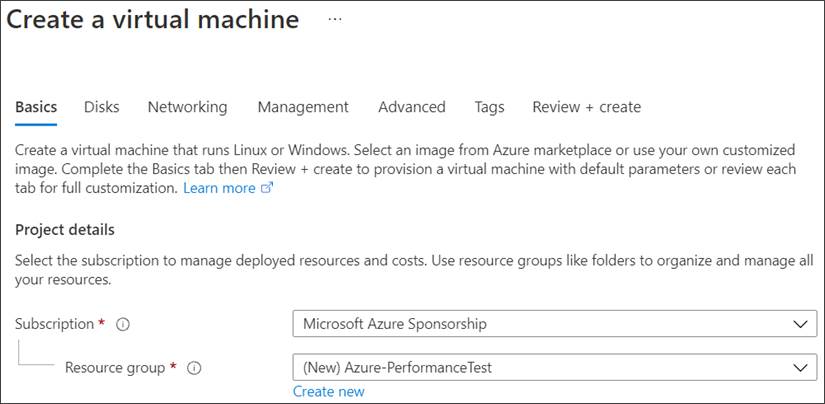 Create a virtual machine ...
Basics Disks Networking Management Advanced Tags Review + create
Create a virtual machine that runs Linux or Windows. Select an image from Azure marketplace or use your own customized
image. Complete the Basics tab then Review + create to provision a virtual machine with default parameters or review each
tab for full customization. Learn more
Project details
Select the subscription to manage deployed resources and costs. Use resource groups like folders to organize and manage all
your resources.
Subscription * Microsoft Azure Sponsorship
Resource group * (New) Azure-PerformanceTest
Create new